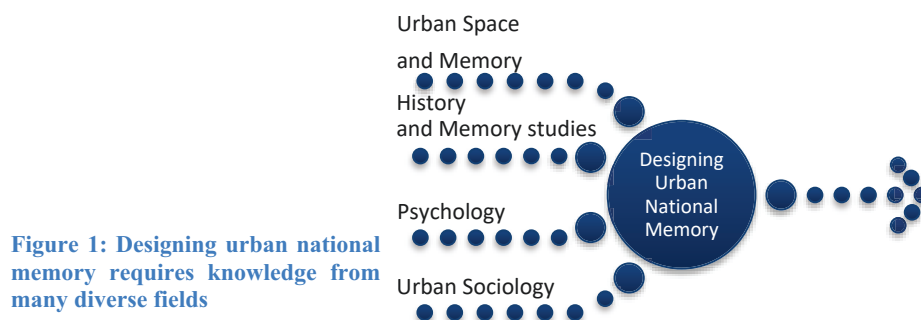 Urban Space
and Memory
History
and Memory studies
Psychology
Urban Sociology
Designing
Urban
National
Memory
Figure 1: Designing urban national
memory requires knowledge from
many diverse fields